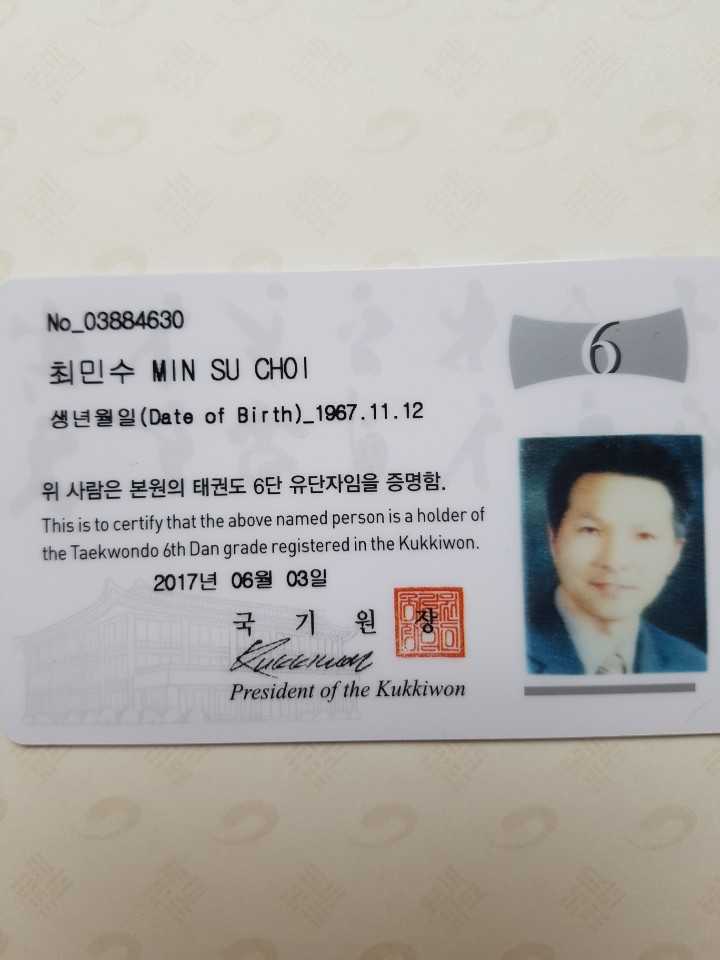 No_03884630
6
최민수 MIN SU CHOI
생년월일(Date of Birth)_1967.11.12
위 사람은 본원의 태권도 6단 유단자임을 증명함.
This is to certify that the above named person is a holder of
the Taekwondo 6th Dan grade registered in the Kukkiwon.
2017년 06월 03일
국 기 원 장
Kukkiwon
President of the Kukkiwon